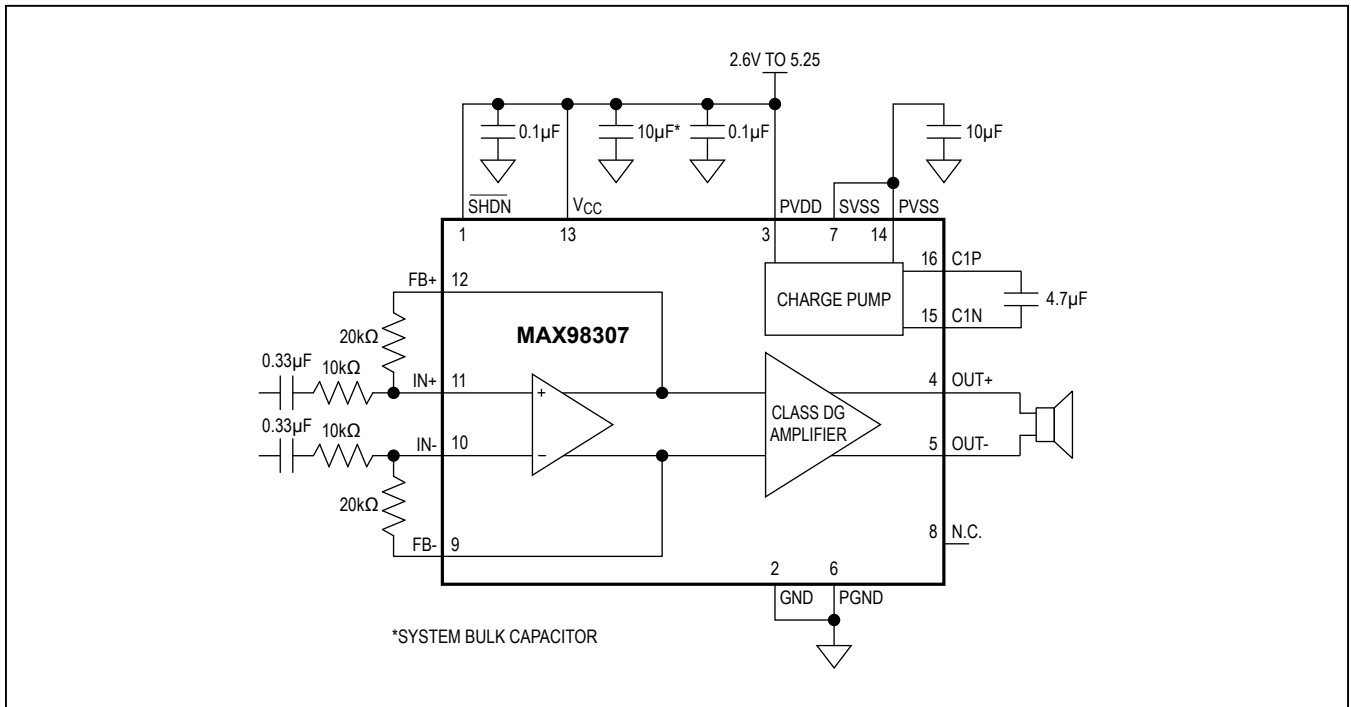 2.6V TO 5.25
0.1µF
10µF*
0.1µF
10µF
SHDN
VCC
PVDD
SVSS
PVSS
1
13
3
7
14
16
C1P
FB+
12
CHARGE PUMP
4.7µF
15
C1N
20kΩ
MAX98307
0.33µF
10kΩ
IN+
11
4
OUT+
+
CLASS DG
AMPLIFIER
0.33µF
10kΩ
IN-
10
−
5
OUT-
20kΩ
8
N.C.
FB-
9
2
6
GND
PGND
*SYSTEM BULK CAPACITOR